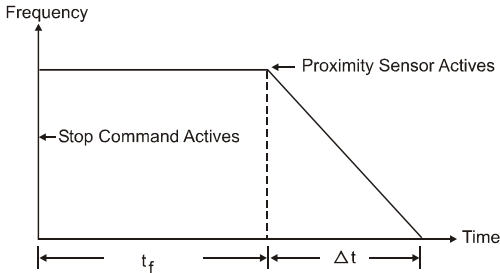 Frequency
Proximity Sensor Actives
Stop Command Actives
Time
tf
Δt